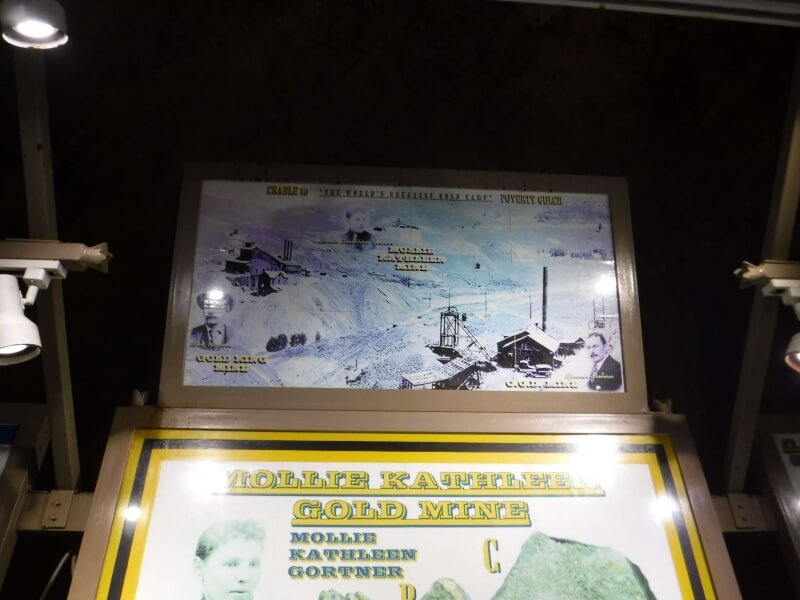 CRADLE to "THE WORLD'S GREATEST GOLD CAMP" POVERTY GULCH
MOLLIE
KATHLEEN
MINE
GOLD KING
MINE
C.O.D. MINE
MOLLIE KATHLEEN
GOLD MINE
MOLLIE
KATHLEEN
GORTNER
C